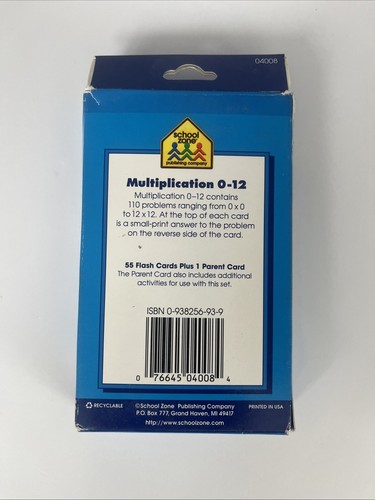 04008
school
zone
publishing company
Multiplication 0-12
Multiplication 0-12 contains
110 problems ranging from 0 x 0
to 12 x 12. At the top of each card
is a small-print answer to the problem
on the reverse side of the card.
55 Flash Cards Plus 1 Parent Card
The Parent Card also includes additional
activities for use with this set.
ISBN 0-938256-93-9
0 76645 04008 4
RECYCLABLE ©School Zone Publishing Company PRINTED IN USA
P.O. Box 777, Grand Haven, MI 49417
http://www.schoolzone.com